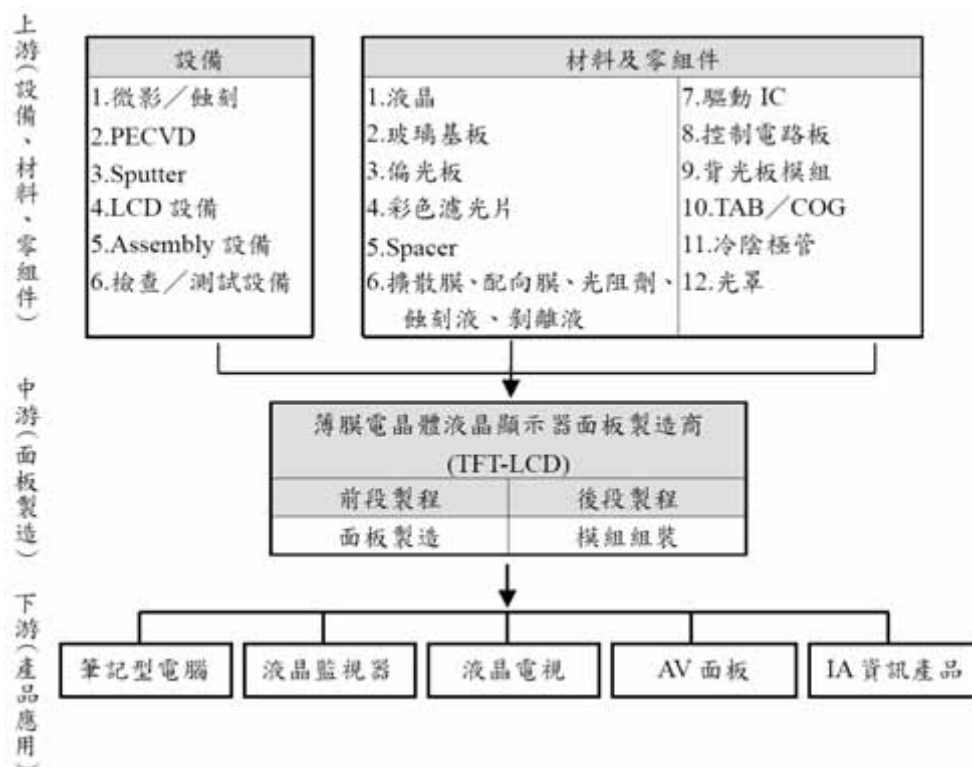 上游(設備、材料、零組件)
設備
1.微影／蝕刻
2.PECVD
3.Sputter
4.LCD 設備
5.Assembly 設備
6.檢查／測試設備
材料及零組件
1.液晶
2.玻璃基板
3.偏光板
4.彩色濾光片
5.Spacer
6.擴散膜、配向膜、光阻劑、
蝕刻液、剝離液
7.驅動 IC
8.控制電路板
9.背光板模組
10.TAB／COG
11.冷陰極管
12.光罩
中游(面板製造)
薄膜電晶體液晶顯示器面板製造商
(TFT-LCD)
前段製程
後段製程
面板製造
模組組裝
下游(產品應用)
筆記型電腦
液晶監視器
液晶電視
AV 面板
IA 資訊產品